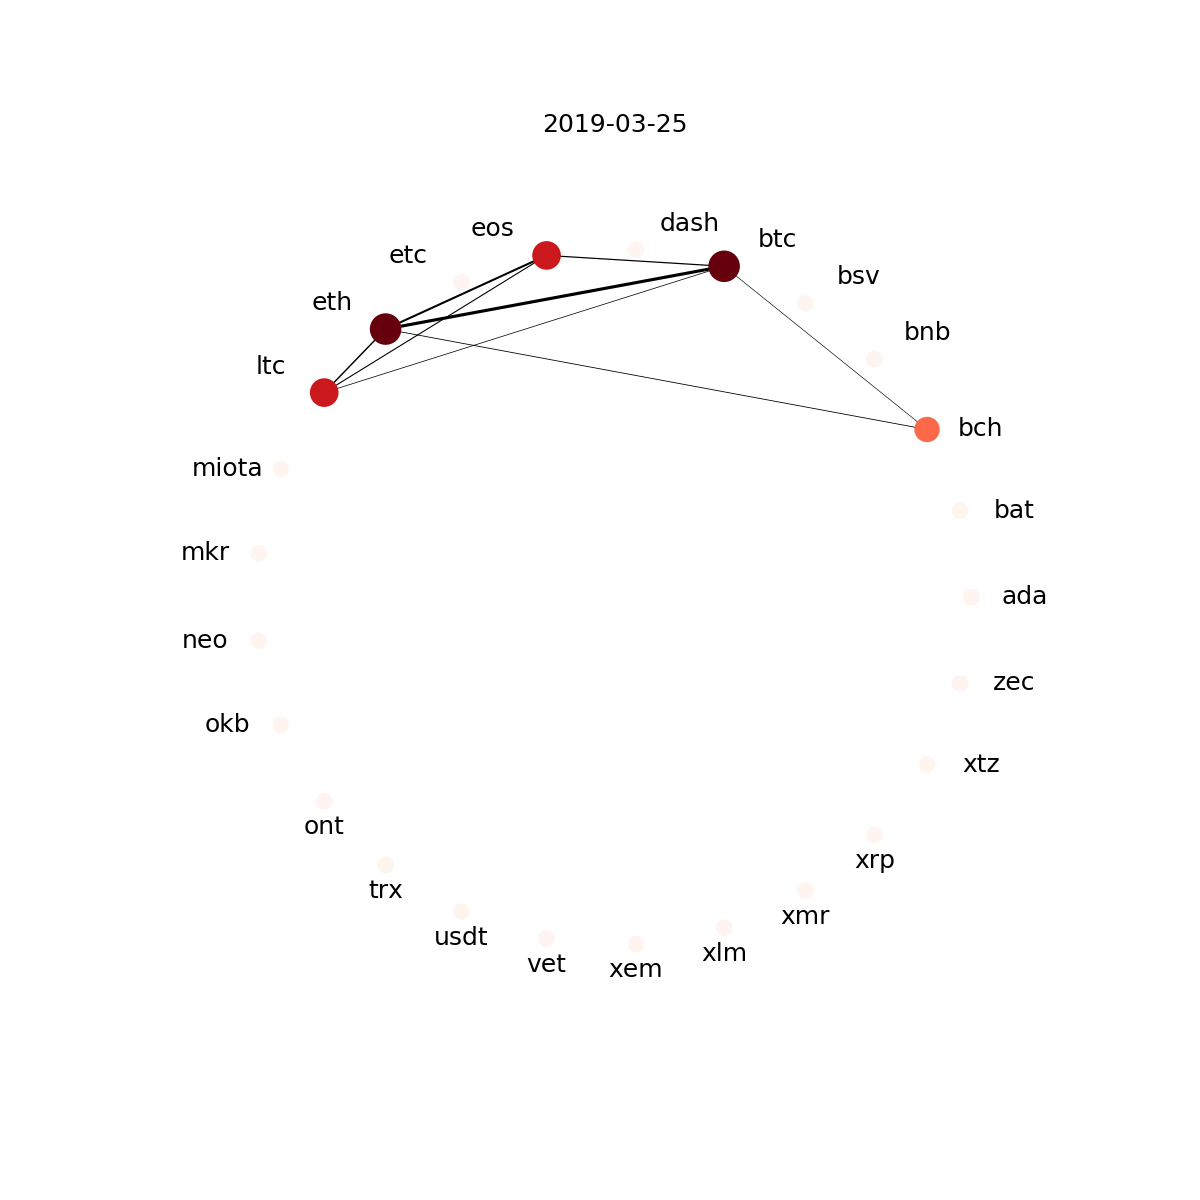 2019-03-25
dash
eos
btc
etc
bsv
eth
bnb
ltc
bch
miota
bat
mkr
ada
neo
zec
okb
xtz
ont
xrp
trx
xmr
usdt
xlm
vet
xem